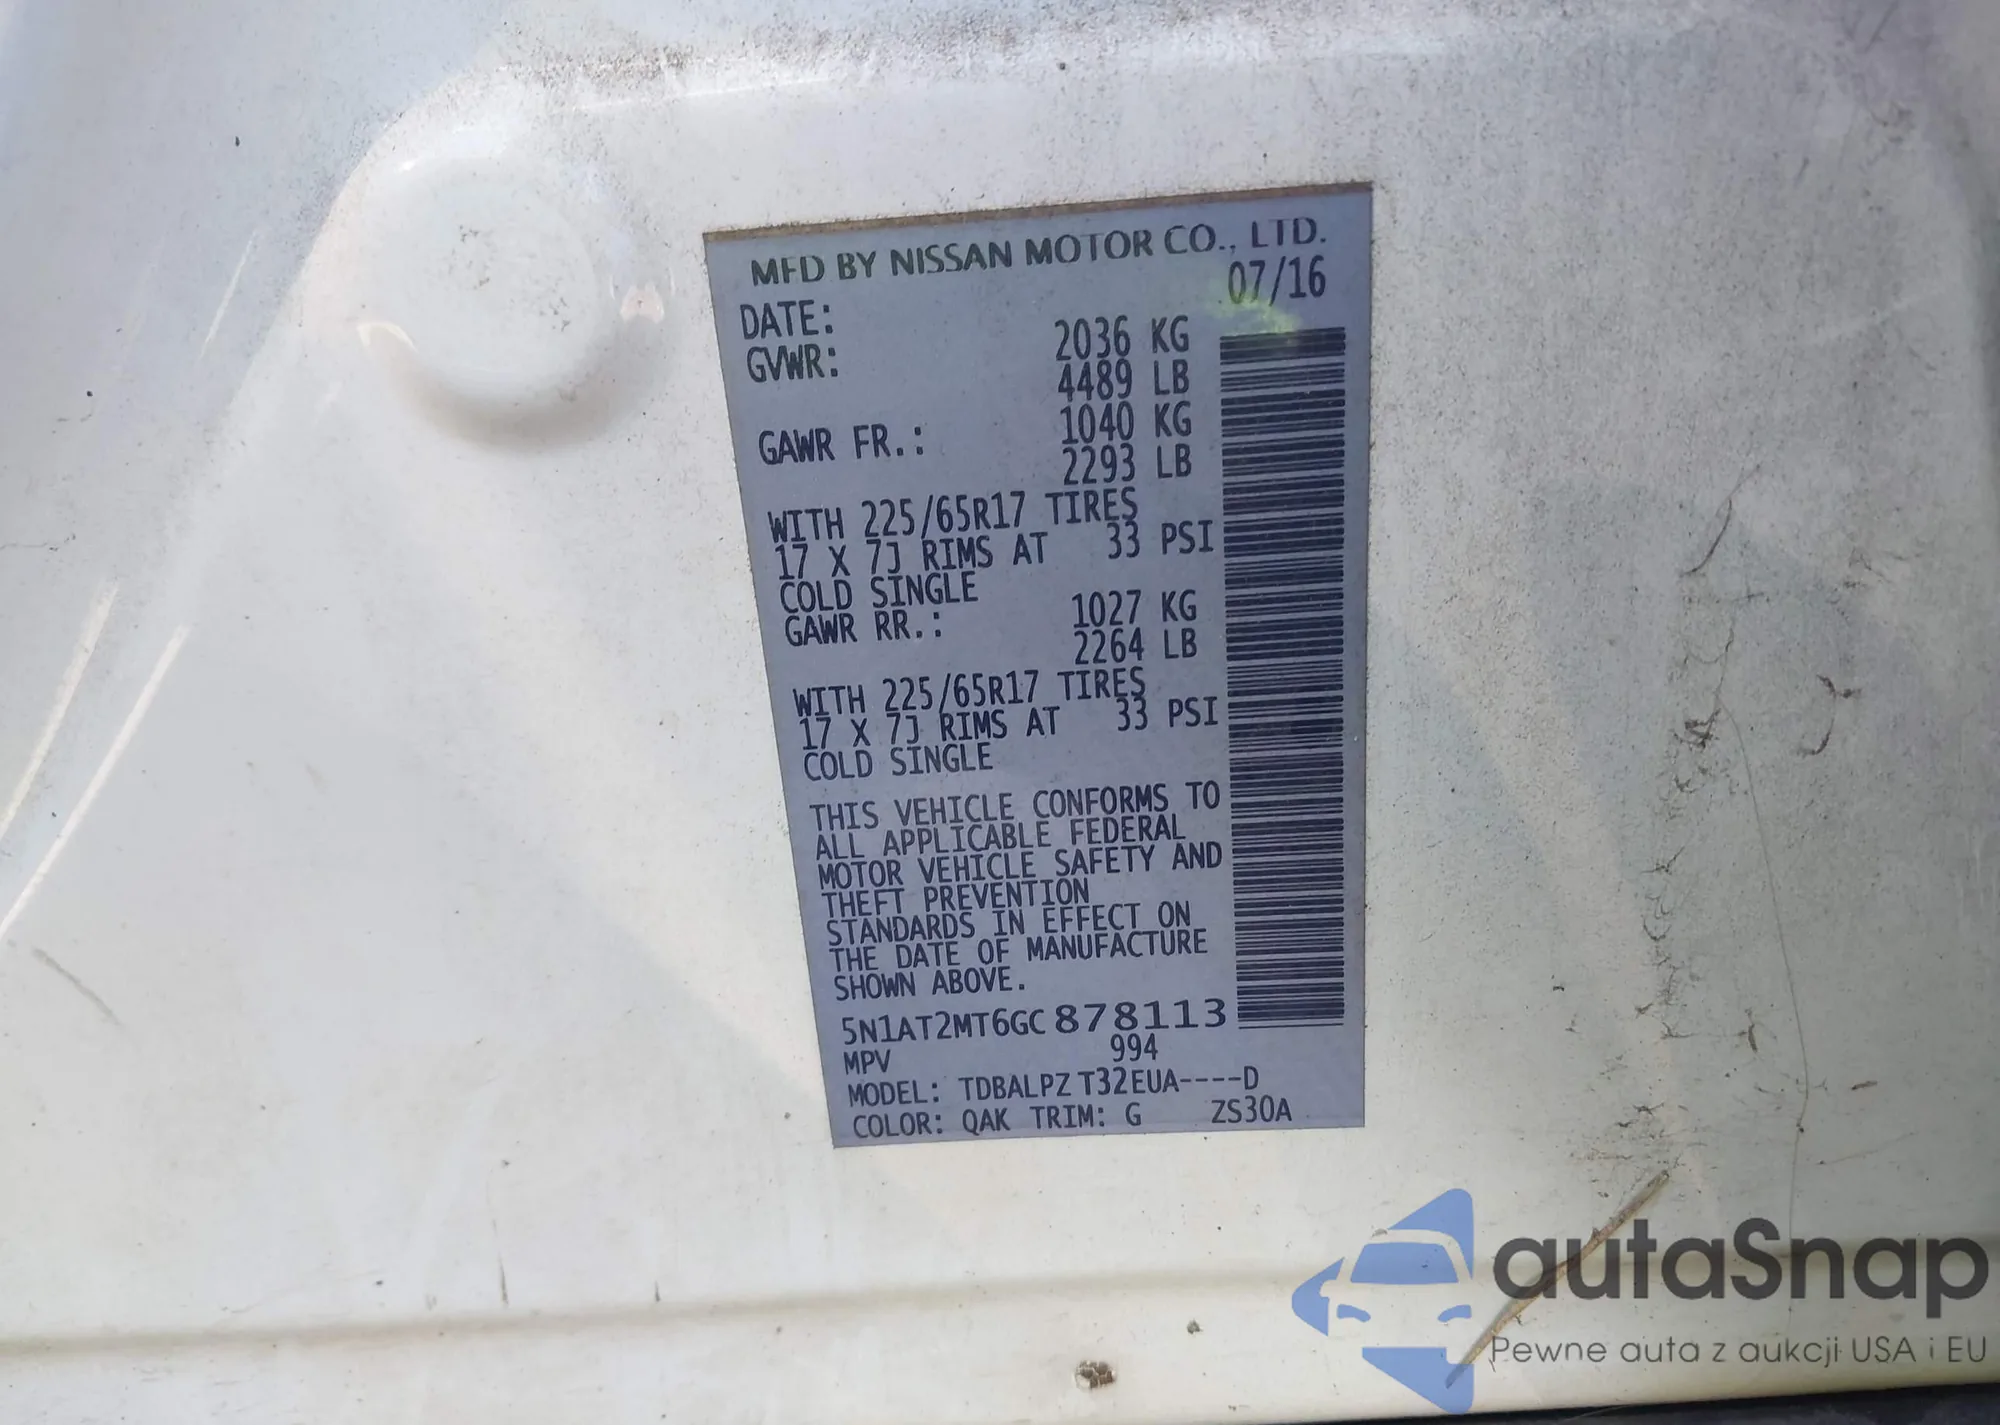 MFD BY NISSAN MOTOR CO., LTD.
DATE: 07/16
GVWR: 2036 KG
4489 LB
GAWR FR.: 1040 KG
2293 LB
WITH 225/65R17 TIRES
17 X 7J RIMS AT 33 PSI
COLD SINGLE
GAWR RR.: 1027 KG
2264 LB
WITH 225/65R17 TIRES
17 X 7J RIMS AT 33 PSI
COLD SINGLE
THIS VEHICLE CONFORMS TO
ALL APPLICABLE FEDERAL
MOTOR VEHICLE SAFETY AND
THEFT PREVENTION
STANDARDS IN EFFECT ON
THE DATE OF MANUFACTURE
SHOWN ABOVE.
5N1AT2MT6GC878113
MPV 994
MODEL: TDBALPZ T32EUA----D
COLOR: QAK TRIM: G ZS30A
autaSnap
Pewne auta z aukcji USA i EU